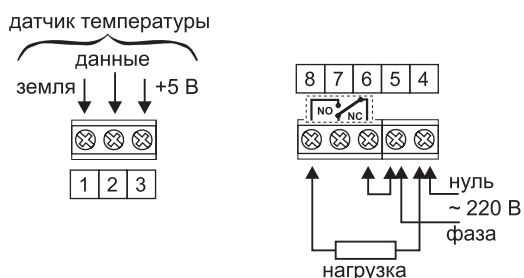 датчик температуры
данные
земля +5 В
1 2 3
8 7 6 5 4
NO NC
нуль
~ 220 В
фаза
нагрузка